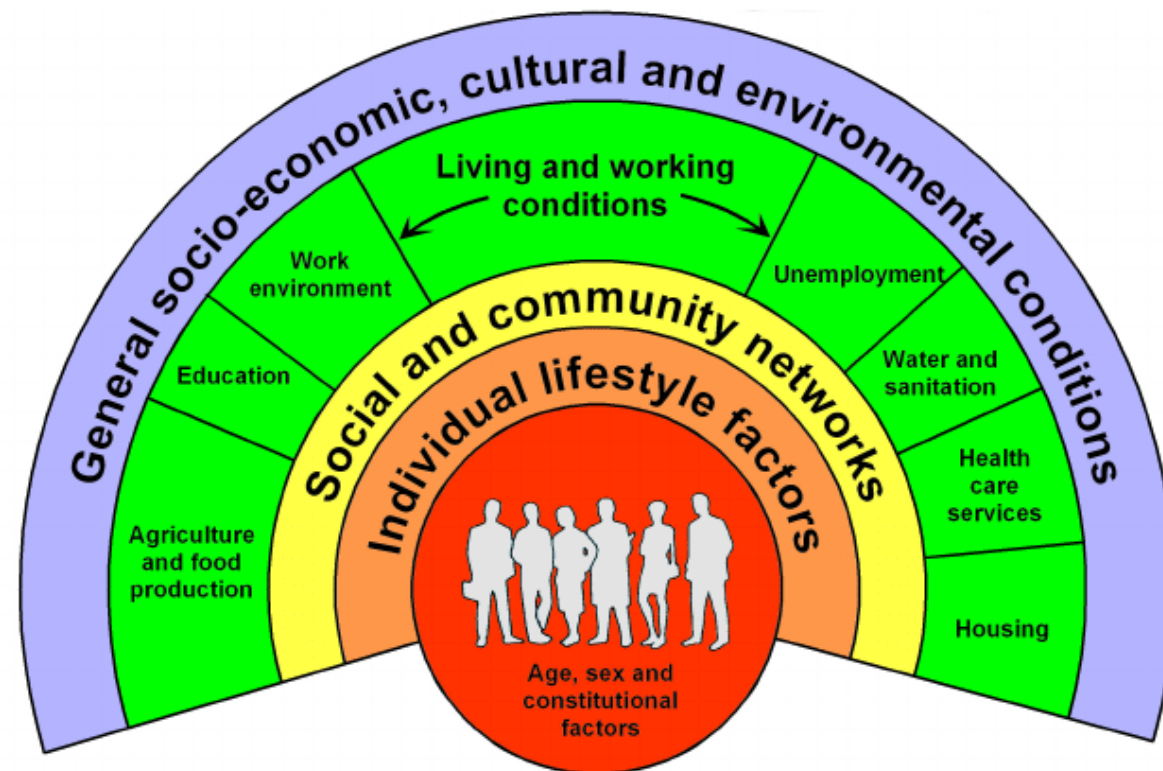 General socio-economic, cultural and environmental conditions
Living and working
conditions
Work
environment
Unemployment
Education
Water and
sanitation
Agriculture
and food
production
Health
care
services
Housing
Social and community networks
Individual lifestyle factors
Age, sex and
constitutional
factors